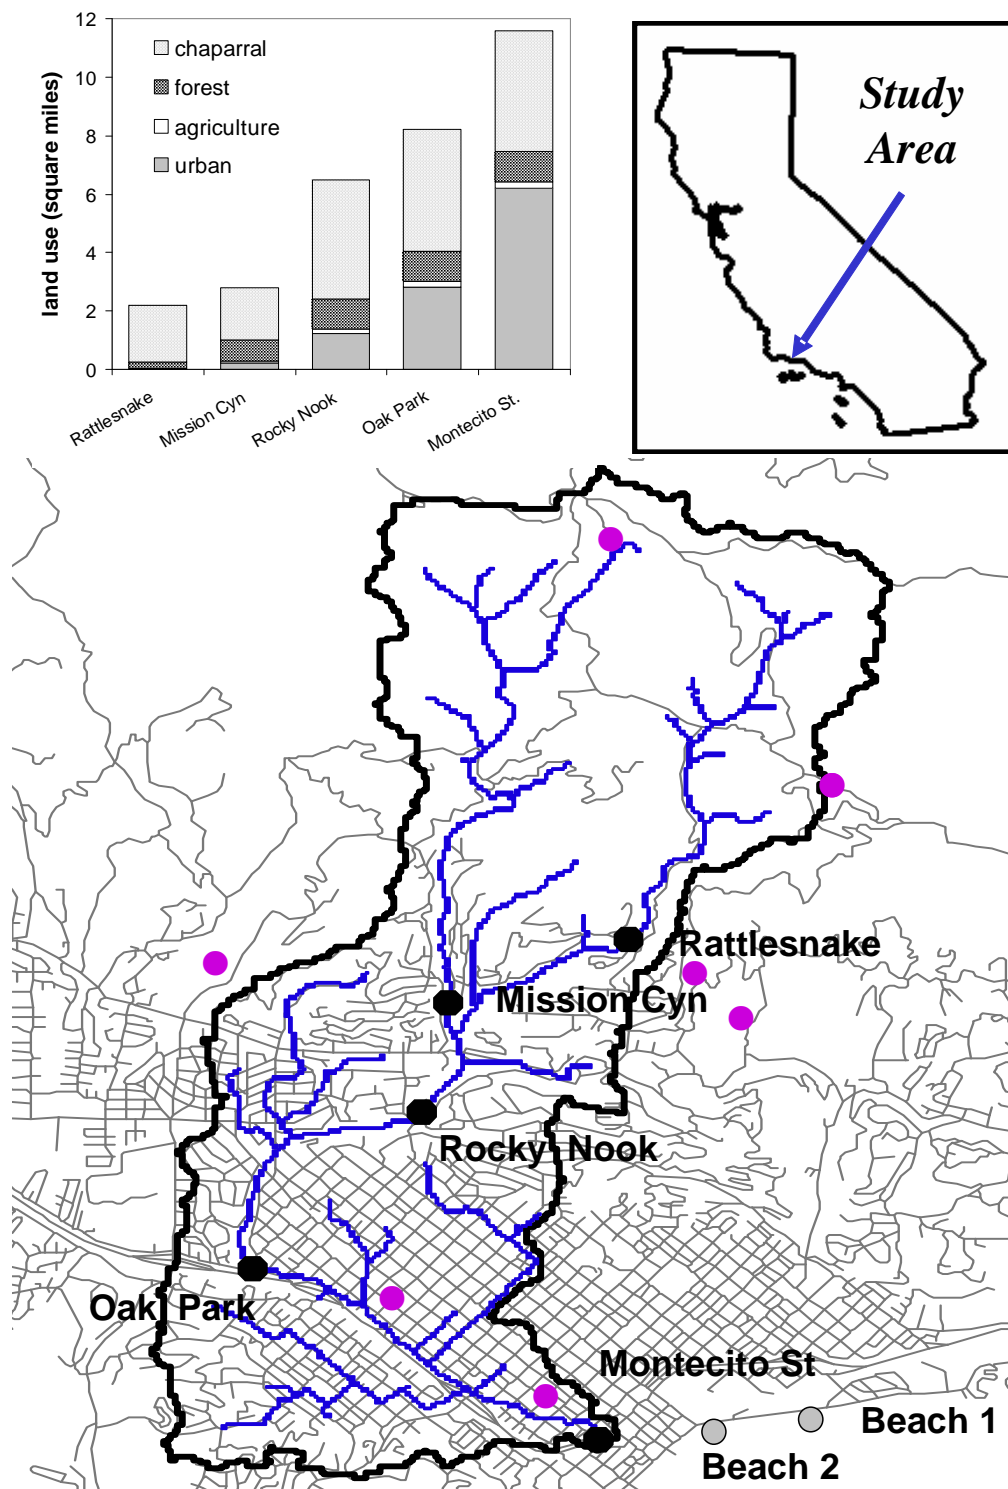 12
10
8
6
4
2
0
land use (square miles)
chaparral
forest
agriculture
urban
Rattlesnake
Mission Cyn
Rocky Nook
Oak Park
Montecito St.
Study
Area
Rattlesnake
Mission Cyn
Rocky Nook
Oak Park
Montecito St
Beach 1
Beach 2